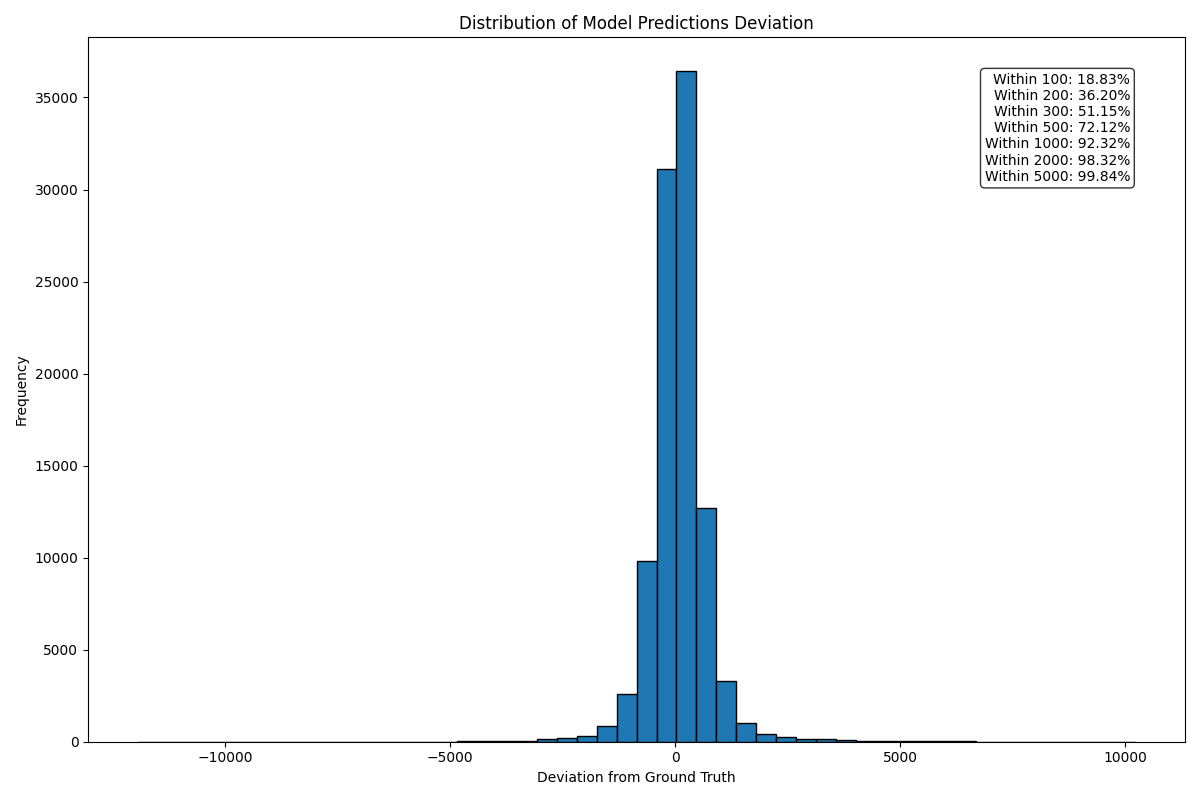 Distribution of Model Predictions Deviation
Within 100: 18.83%
Within 200: 36.20%
Within 300: 51.15%
Within 500: 72.12%
Within 1000: 92.32%
Within 2000: 98.32%
Within 5000: 99.84%
35000
30000
25000
20000
15000
10000
5000
0
Frequency
−10000 −5000 0 5000 10000
Deviation from Ground Truth